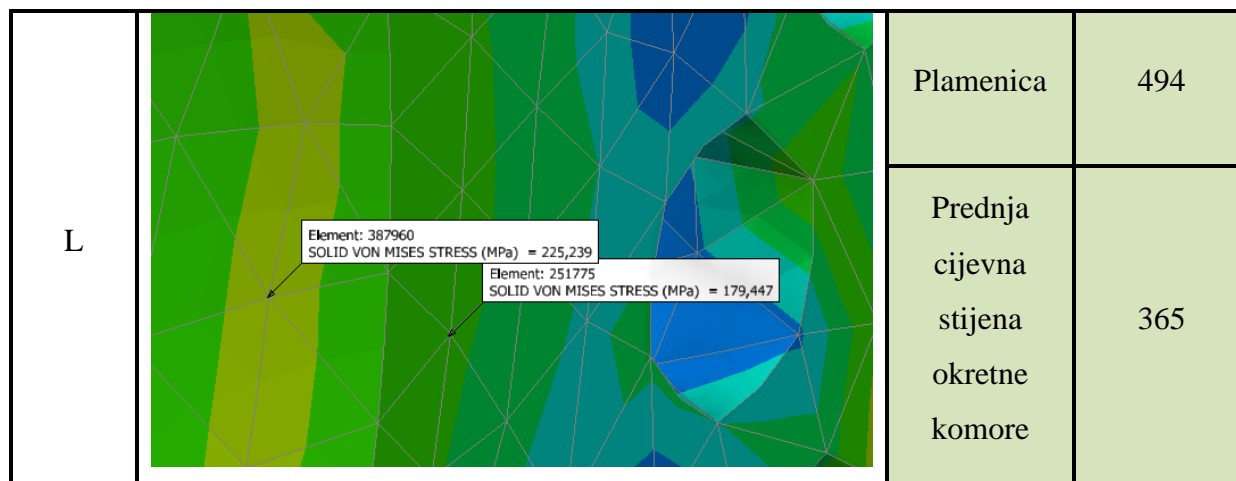 L
Element: 387960
SOLID VON MISES STRESS (MPa) = 225,239
Element: 251775
SOLID VON MISES STRESS (MPa) = 179,447
Plamenica
494
Prednja
cijevna
stijena
okretne
komore
365